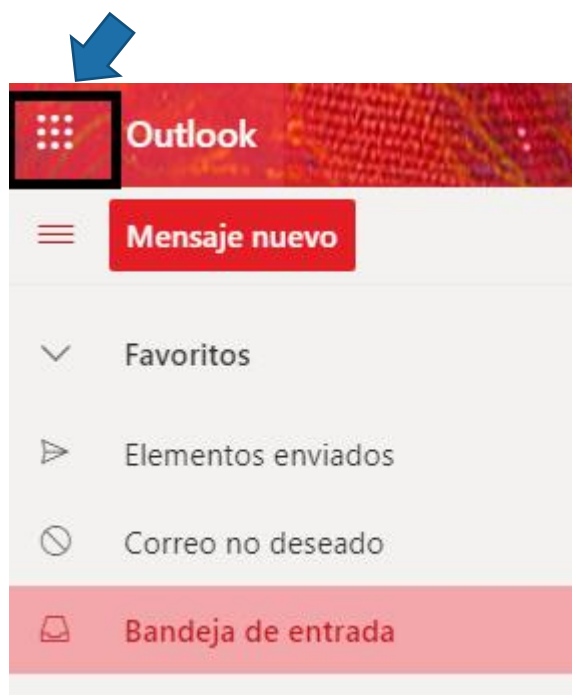 Outlook
Mensaje nuevo
Favoritos
Elementos enviados
Correo no deseado
Bandeja de entrada